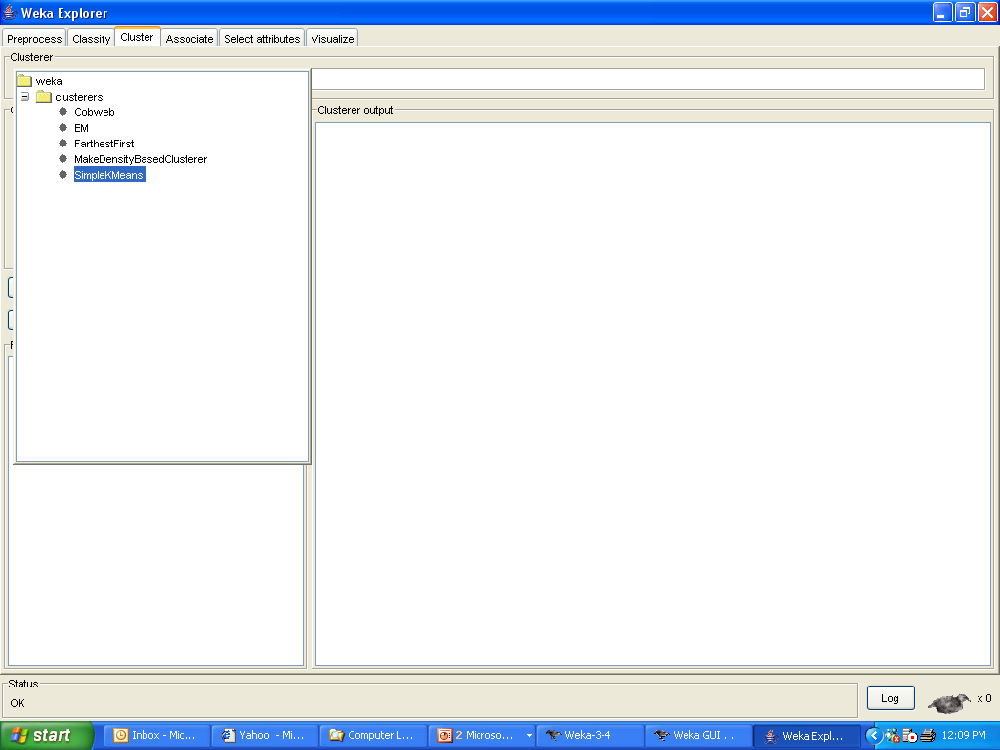 Weka Explorer
Preprocess Classify Cluster Associate Select attributes Visualize
Clusterer
weka
clusterers
Cobweb
EM
FarthestFirst
MakeDensityBasedClusterer
SimpleKMeans
Clusterer output
Status
OK
Log
x 0
start
Inbox - Mic...
Yahoo! - Mi...
Computer L...
2 Microso...
Weka-3-4
Weka GUI ...
Weka Expl...
12:09 PM